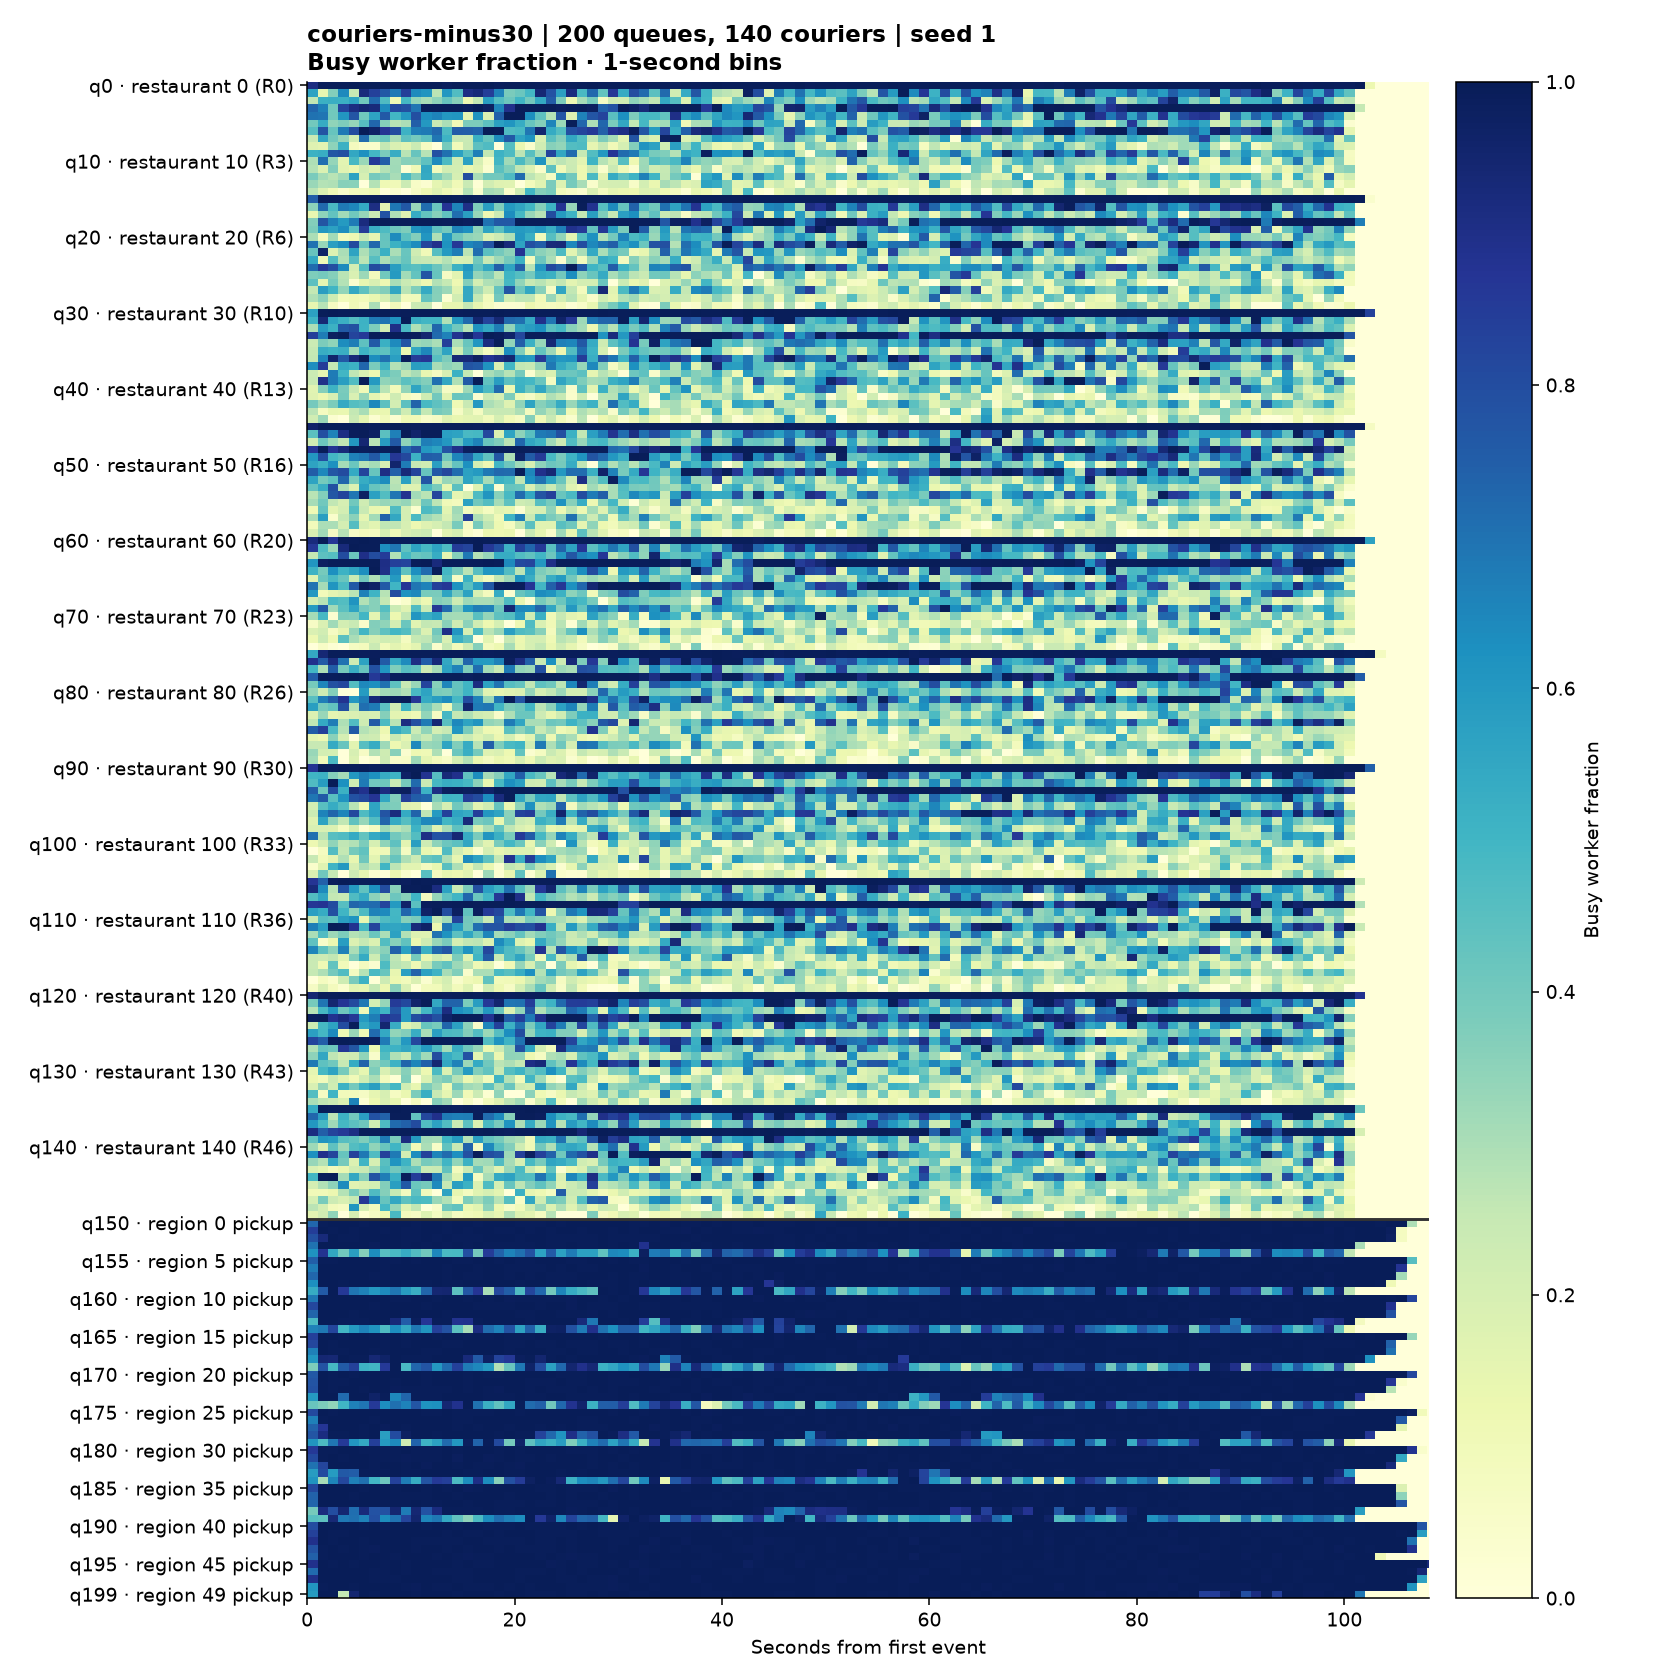 couriers-minus30 | 200 queues, 140 couriers | seed 1
Busy worker fraction · 1-second bins
q0 · restaurant 0 (R0)
q10 · restaurant 10 (R3)
q20 · restaurant 20 (R6)
q30 · restaurant 30 (R10)
q40 · restaurant 40 (R13)
q50 · restaurant 50 (R16)
q60 · restaurant 60 (R20)
q70 · restaurant 70 (R23)
q80 · restaurant 80 (R26)
q90 · restaurant 90 (R30)
q100 · restaurant 100 (R33)
q110 · restaurant 110 (R36)
q120 · restaurant 120 (R40)
q130 · restaurant 130 (R43)
q140 · restaurant 140 (R46)
q150 · region 0 pickup
q155 · region 5 pickup
q160 · region 10 pickup
q165 · region 15 pickup
q170 · region 20 pickup
q175 · region 25 pickup
q180 · region 30 pickup
q185 · region 35 pickup
q190 · region 40 pickup
q195 · region 45 pickup
q199 · region 49 pickup
0 20 40 60 80 100
Seconds from first event
1.0
0.8
0.6
0.4
0.2
0.0
Busy worker fraction